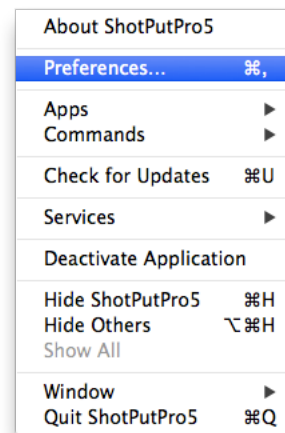 About ShotPutPro5
Preferences... ⌘,
Apps ▶
Commands ▶
Check for Updates ⌘U
Services ▶
Deactivate Application
Hide ShotPutPro5 ⌘H
Hide Others ⌥⌘H
Show All
Window ▶
Quit ShotPutPro5 ⌘Q